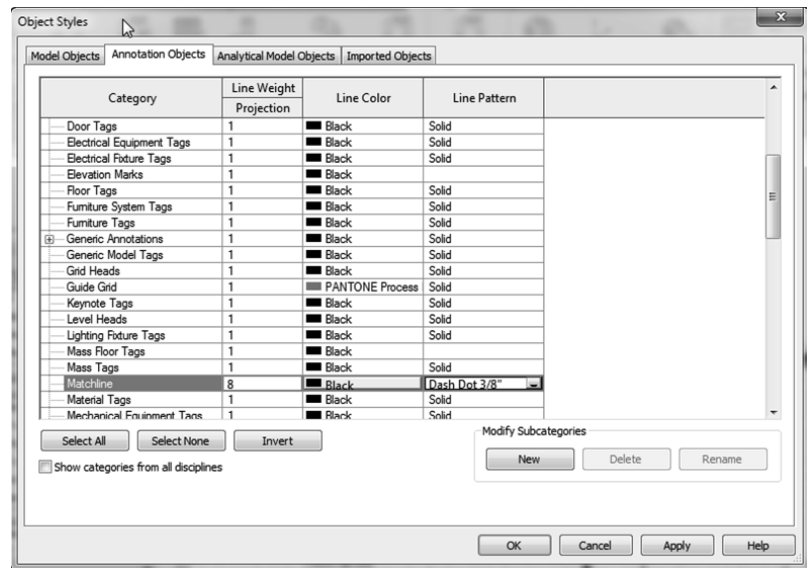 Object Styles
Model Objects Annotation Objects Analytical Model Objects Imported Objects
Category Line Weight Line Color Line Pattern
Projection
Door Tags 1 Black Solid
Electrical Equipment Tags 1 Black Solid
Electrical Fixture Tags 1 Black Solid
Elevation Marks 1 Black
Floor Tags 1 Black Solid
Furniture System Tags 1 Black Solid
Furniture Tags 1 Black Solid
Generic Annotations 1 Black Solid
Generic Model Tags 1 Black Solid
Grid Heads 1 Black Solid
Guide Grid 1 PANTONE Process Solid
Keynote Tags 1 Black Solid
Level Heads 1 Black Solid
Lighting Fixture Tags 1 Black Solid
Mass Floor Tags 1 Black
Mass Tags 1 Black Solid
Matchline 8 Black Dash Dot 3/8"
Material Tags 1 Black Solid
Mechanical Equipment Tags 1 Black Solid
Select All Select None Invert
Modify Subcategories
New Delete Rename
Show categories from all disciplines
OK Cancel Apply Help